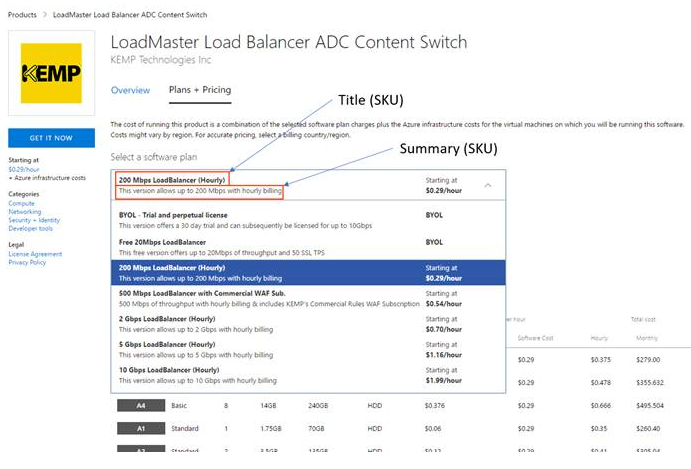 Products > LoadMaster Load Balancer ADC Content Switch
KEMP
LoadMaster Load Balancer ADC Content Switch
KEMP Technologies Inc
Overview Plans + Pricing
Title (SKU)
GET IT NOW
The cost of running this product is a combination of the selected software plan charges plus the Azure infrastructure costs for the virtual machines on which you will be running this software.
Costs might vary by region. For accurate pricing, select a billing country/region.
Starting at
$0.29/hour
+ Azure infrastructure costs
Categories
Compute
Networking
Security + Identity
Developer tools
Legal
License Agreement
Privacy Policy
Select a software plan
Summary (SKU)
200 Mbps LoadBalancer (Hourly) Starting at
This version allows up to 200 Mbps with hourly billing $0.29/hour
BYOL - Trial and perpetual license BYOL
This version offers a 30 day trial and can subsequently be licensed for up to 10Gbps
Free 20Mbps LoadBalancer BYOL
This free version offers up to 20Mbps of throughput and 50 SSL TPS
200 Mbps LoadBalancer (Hourly) Starting at
This version allows up to 200 Mbps with hourly billing $0.29/hour
500 Mbps LoadBalancer with Commercial WAF Sub. Starting at
500 Mbps of throughput with hourly billing & includes KEMP's Commercial Rules WAF Subscription $0.54/hour
2 Gbps LoadBalancer (Hourly) Starting at
This version allows up to 2 Gbps with hourly billing $0.70/hour
5 Gbps LoadBalancer (Hourly) Starting at
This version allows up to 5 Gbps with hourly billing $1.16/hour
10 Gbps LoadBalancer (Hourly) Starting at
This version allows up to 10 Gbps with hourly billing $1.99/hour
hour Total cost
Software Cost Hourly Monthly
$0.29 $0.375 $279.00
$0.29 $0.478 $355.632
A4 Basic 8 14GB 240GB HDD $0.376 $0.29 $0.666 $495.504
A1 Standard 1 1.75GB 70GB HDD $0.06 $0.29 $0.35 $260.40